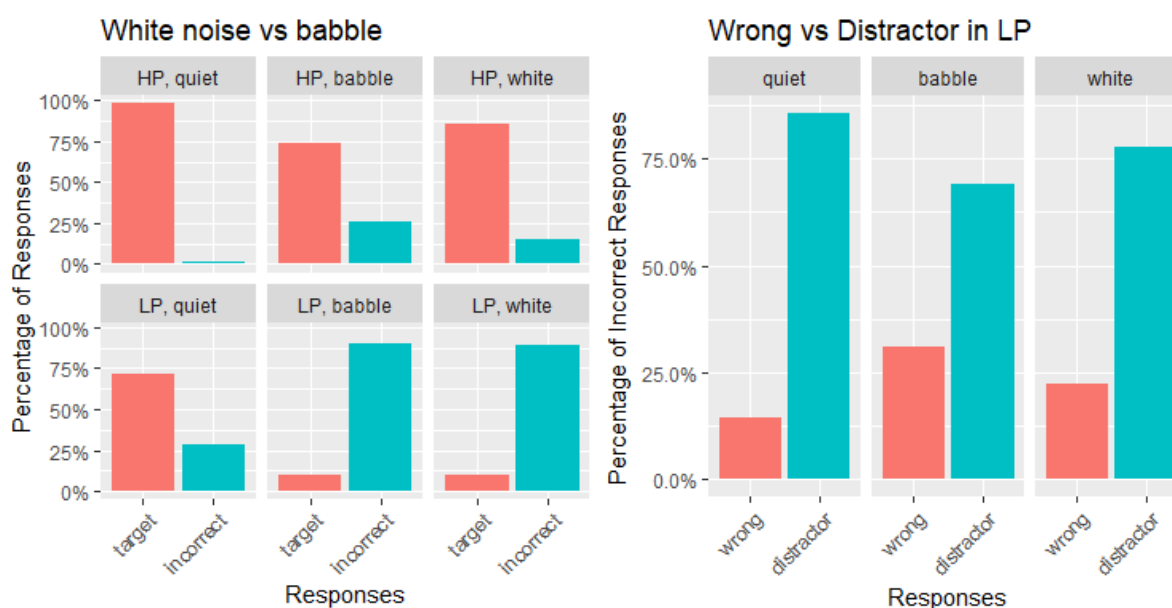 White noise vs babble
HP, quiet HP, babble HP, white
100%
75%
50%
25%
0%
LP, quiet LP, babble LP, white
100%
75%
50%
25%
0%
Percentage of Responses
target incorrect target incorrect target incorrect
Responses
Wrong vs Distractor in LP
quiet babble white
75.0%
50.0%
25.0%
0.0%
Percentage of Incorrect Responses
wrong distractor wrong distractor wrong distractor
Responses